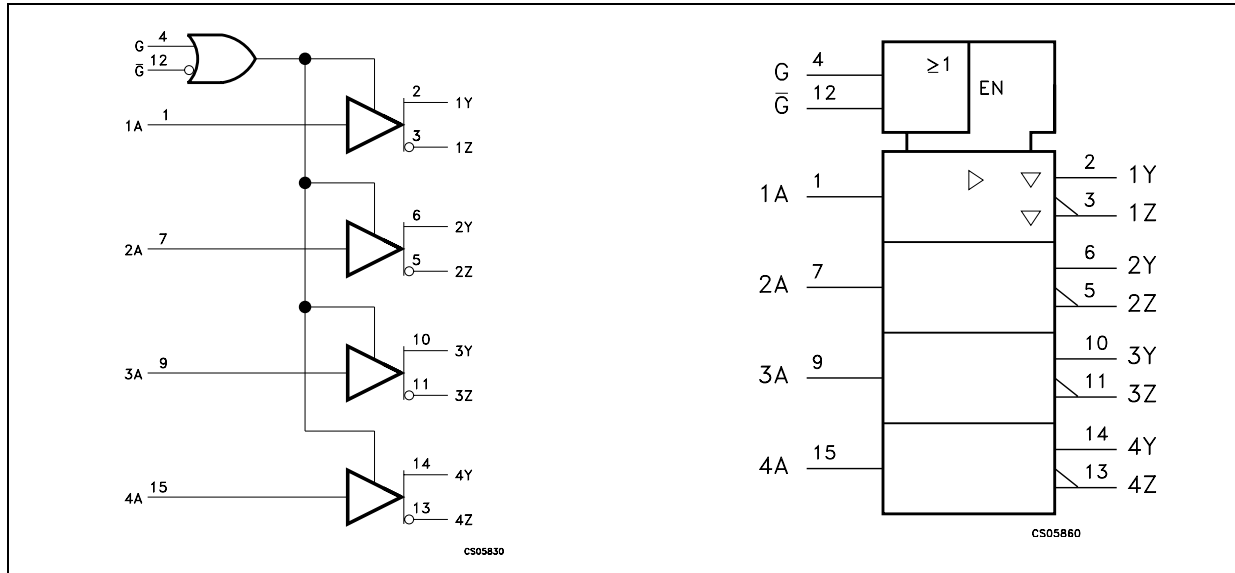 G 4
G̅ 12
1A 1
2 1Y
3 1Z
2A 7
6 2Y
5 2Z
3A 9
10 3Y
11 3Z
4A 15
14 4Y
13 4Z
CS05830
G 4
G̅ 12
≥1
EN
1A 1
2 1Y
3 1Z
2A 7
6 2Y
5 2Z
3A 9
10 3Y
11 3Z
4A 15
14 4Y
13 4Z
CS05860